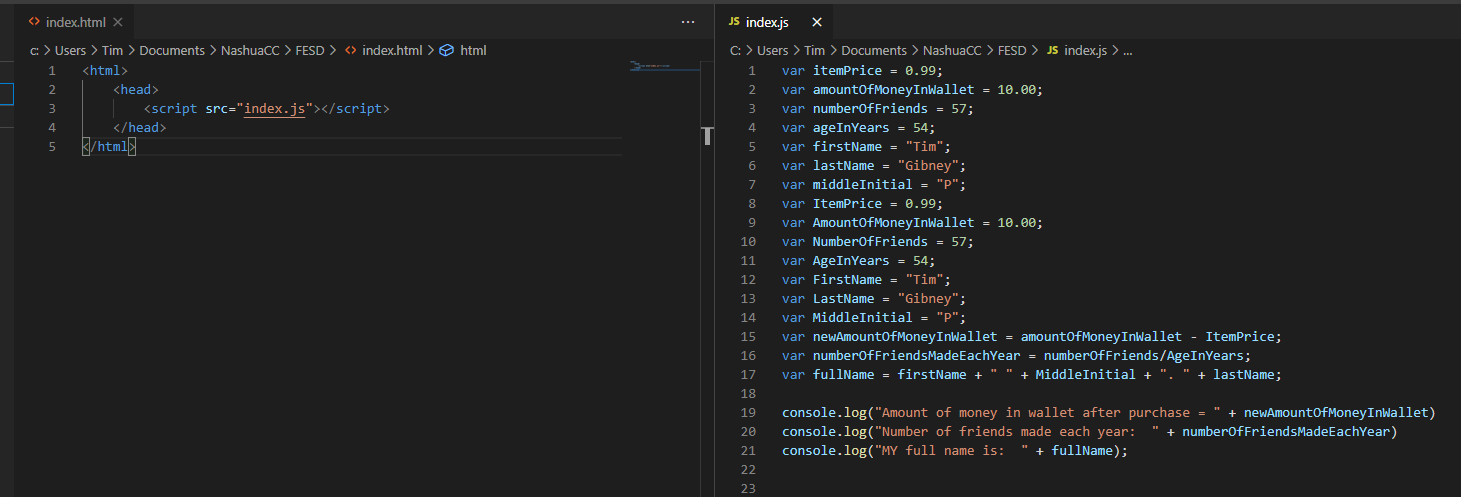 index.html
c: > Users > Tim > Documents > NashuaCC > FESD > index.html > html
1 <html>
2 <head>
3 <script src="index.js"></script>
4 </head>
5 </html>
JS index.js
C: > Users > Tim > Documents > NashuaCC > FESD > JS index.js > ...
1 var itemPrice = 0.99;
2 var amountOfMoneyInWallet = 10.00;
3 var numberOfFriends = 57;
4 var ageInYears = 54;
5 var firstName = "Tim";
6 var lastName = "Gibney";
7 var middleInitial = "P";
8 var ItemPrice = 0.99;
9 var AmountOfMoneyInWallet = 10.00;
10 var NumberOfFriends = 57;
11 var AgeInYears = 54;
12 var FirstName = "Tim";
13 var LastName = "Gibney";
14 var MiddleInitial = "P";
15 var newAmountOfMoneyInWallet = amountOfMoneyInWallet - ItemPrice;
16 var numberOfFriendsMadeEachYear = numberOfFriends/AgeInYears;
17 var fullName = firstName + " " + MiddleInitial + ". " + lastName;
18
19 console.log("Amount of money in wallet after purchase = " + newAmountOfMoneyInWallet)
20 console.log("Number of friends made each year:  " + numberOfFriendsMadeEachYear)
21 console.log("MY full name is:  " + fullName);
22
23